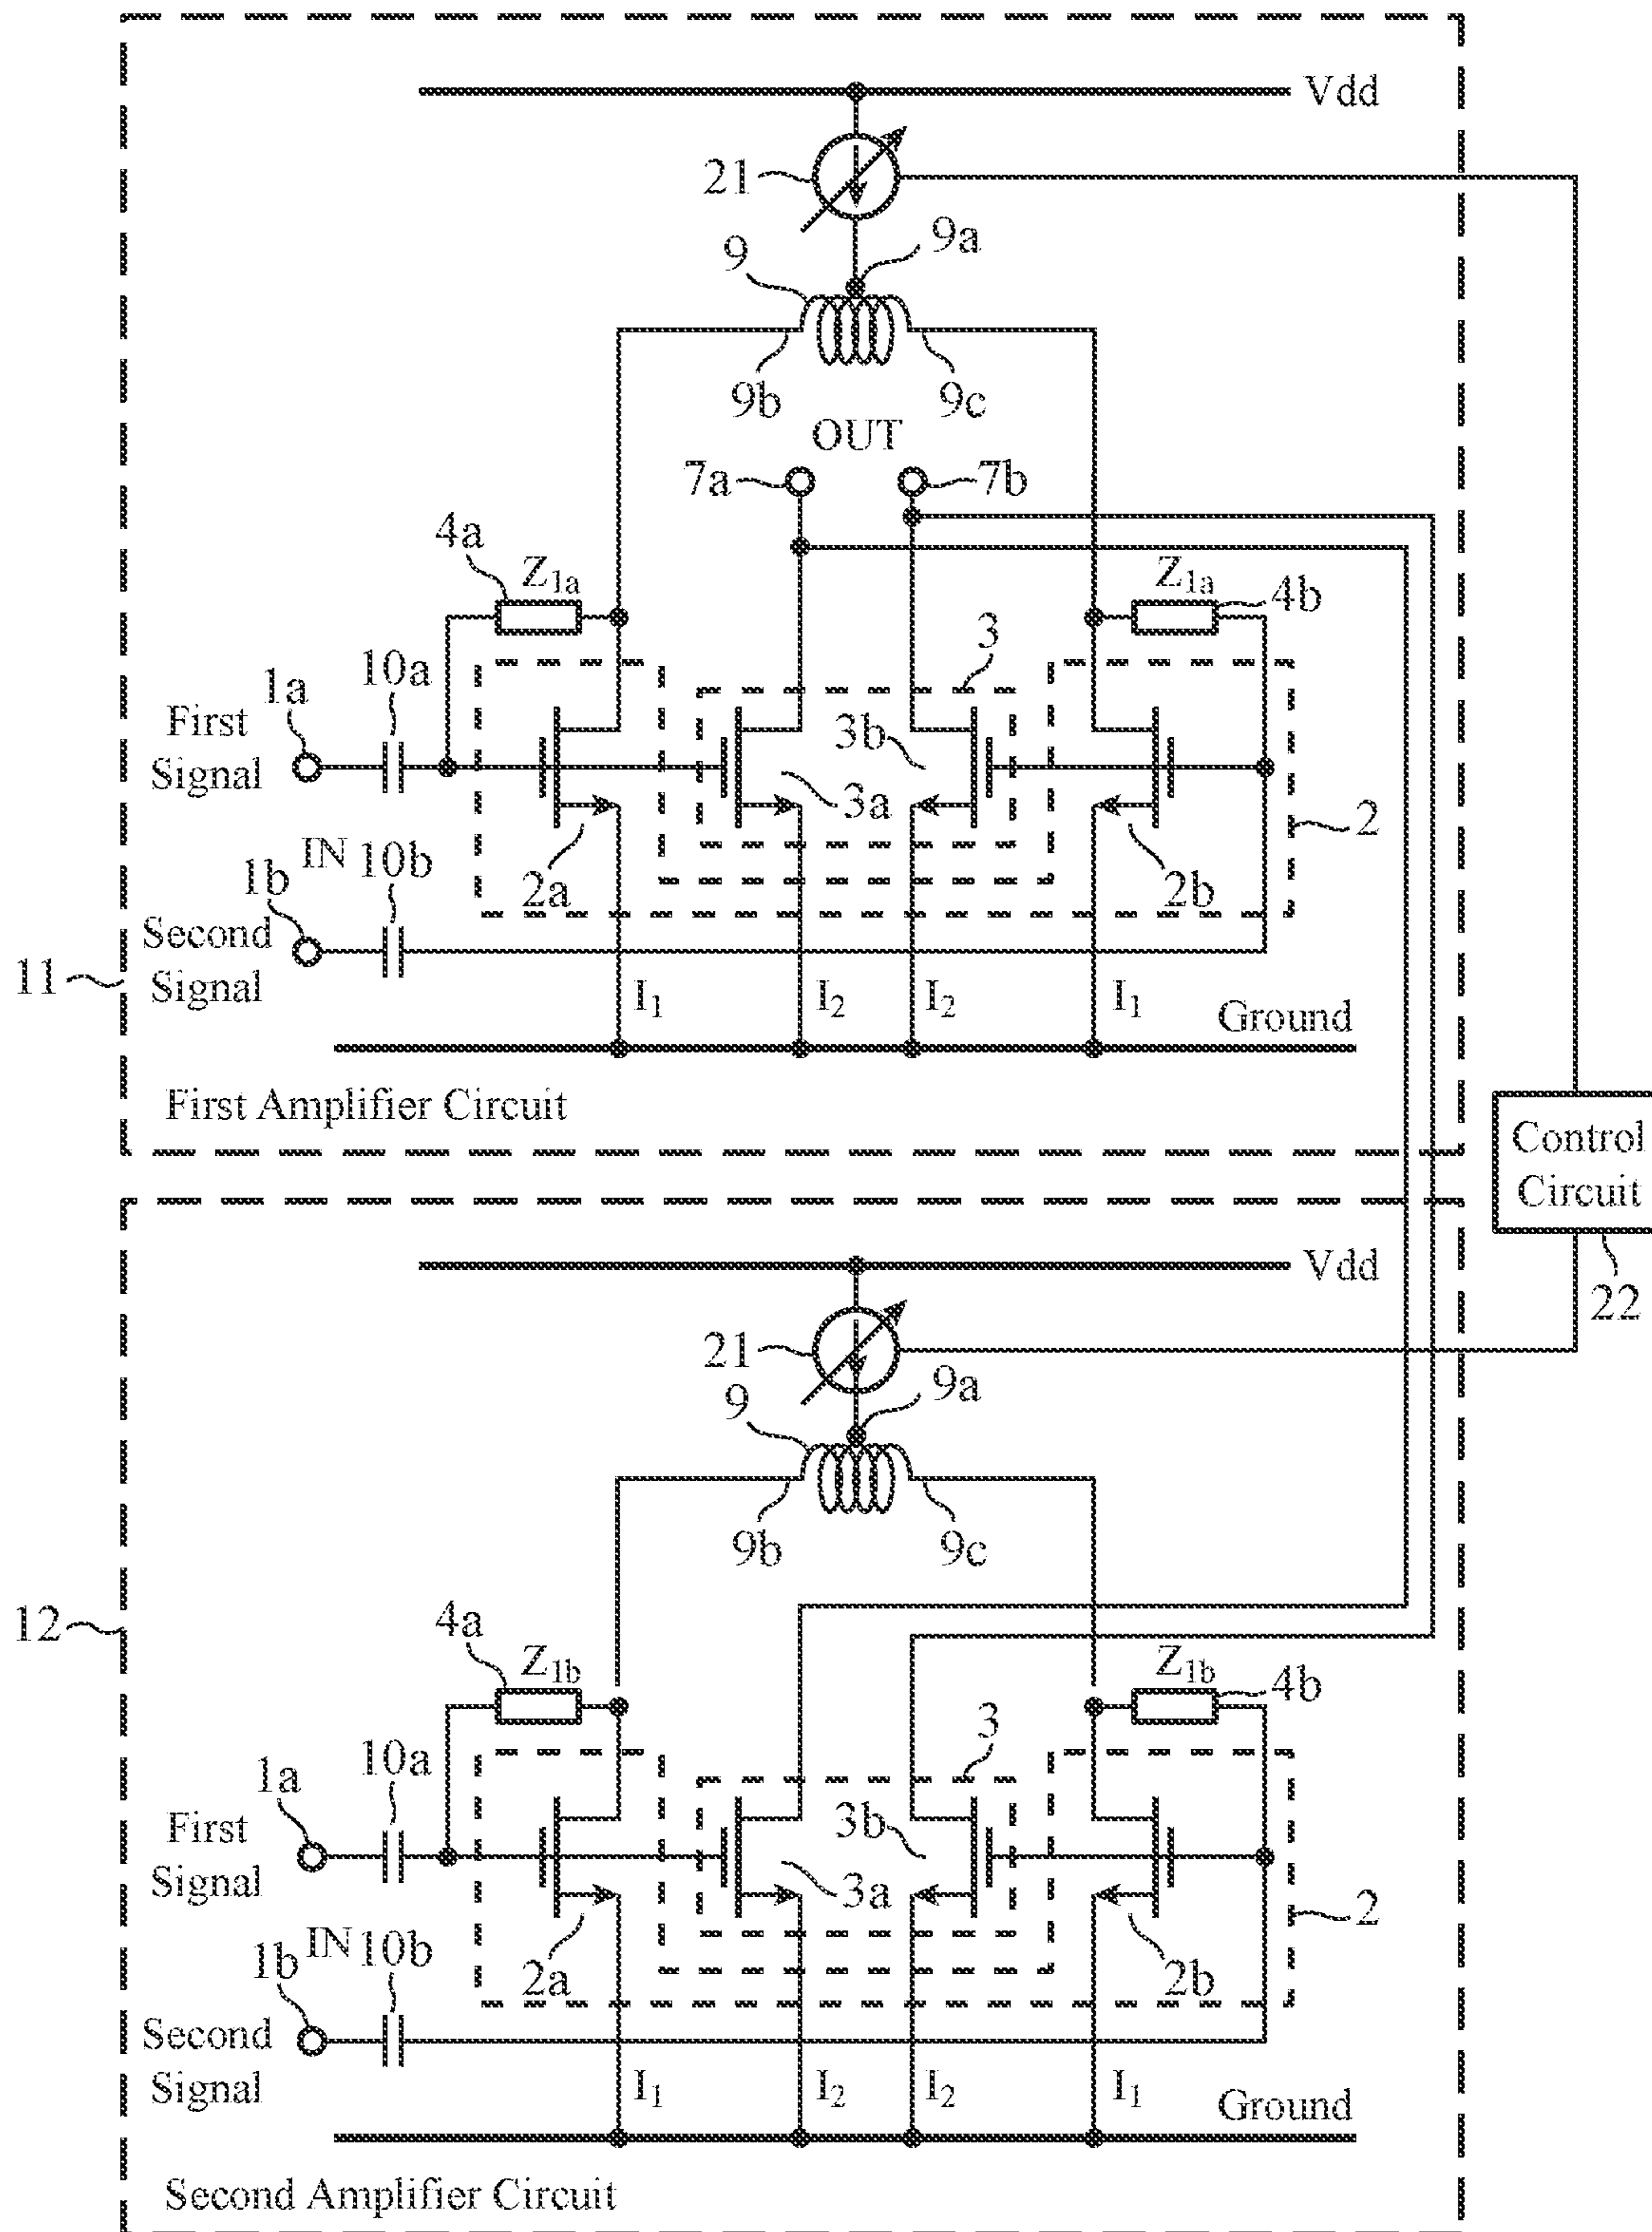 Vdd
21
9
9a
9b
9c
OUT
7a
7b
4a
Z1a
Z1a
4b
3
10a
1a
First
Signal
3b
3a
2
IN
10b
1b
2a
2b
Second
Signal
11
I1
I2
I2
I1
Ground
First Amplifier Circuit
Control
Circuit
22
Vdd
21
9
9a
9b
9c
12
4a
Z1b
Z1b
4b
3
10a
1a
First
Signal
3b
3a
2
IN
10b
1b
2a
2b
Second
Signal
I1
I2
I2
I1
Ground
Second Amplifier Circuit